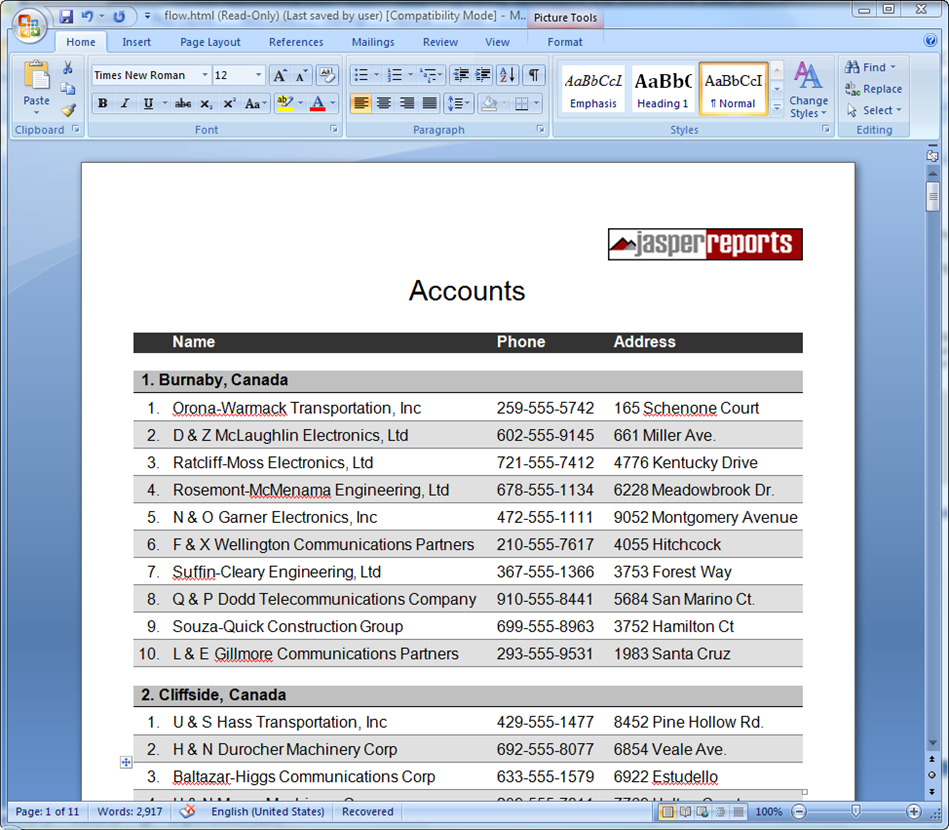 flow.html (Read-Only) (Last saved by user) [Compatibility Mode] - M... Picture Tools
Home Insert Page Layout References Mailings Review View Format
Times New Roman 12
Paste
B I U abc x₂ x² Aa ab A
AaBbCcI AaBbC AaBbCcI
Emphasis Heading 1 ¶ Normal
Change Styles
Find
Replace
Select
Clipboard Font Paragraph Styles Editing
jasperreports
Accounts
Name Phone Address
1. Burnaby, Canada
1. Orona-Warmack Transportation, Inc 259-555-5742 165 Schenone Court
2. D & Z McLaughlin Electronics, Ltd 602-555-9145 661 Miller Ave.
3. Ratcliff-Moss Electronics, Ltd 721-555-7412 4776 Kentucky Drive
4. Rosemont-McMenama Engineering, Ltd 678-555-1134 6228 Meadowbrook Dr.
5. N & O Garner Electronics, Inc 472-555-1111 9052 Montgomery Avenue
6. F & X Wellington Communications Partners 210-555-7617 4055 Hitchcock
7. Suffin-Cleary Engineering, Ltd 367-555-1366 3753 Forest Way
8. Q & P Dodd Telecommunications Company 910-555-8441 5684 San Marino Ct.
9. Souza-Quick Construction Group 699-555-8963 3752 Hamilton Ct
10. L & E Gillmore Communications Partners 293-555-9531 1983 Santa Cruz
2. Cliffside, Canada
1. U & S Hass Transportation, Inc 429-555-1477 8452 Pine Hollow Rd.
2. H & N Durocher Machinery Corp 692-555-8077 6854 Veale Ave.
3. Baltazar-Higgs Communications Corp 633-555-1579 6922 Estudello
Page: 1 of 11 Words: 2,917 English (United States) Recovered 100%